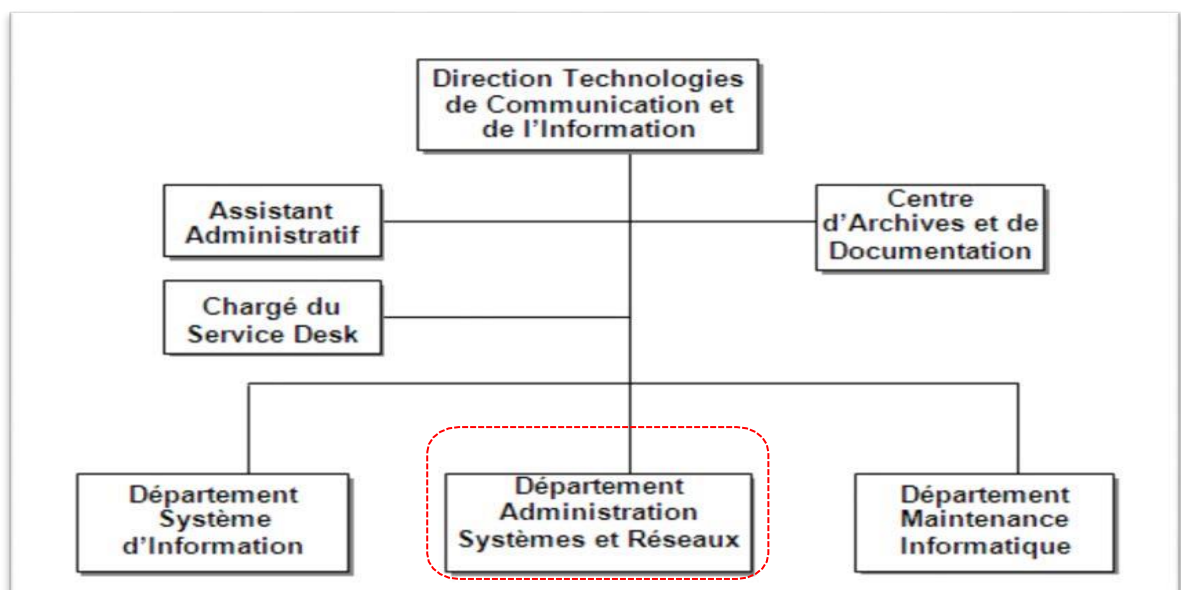 Direction Technologies
de Communication et
de l'Information
Assistant
Administratif
Centre
d'Archives et de
Documentation
Chargé du
Service Desk
Département
Système
d'Information
Département
Administration
Systèmes et Réseaux
Département
Maintenance
Informatique